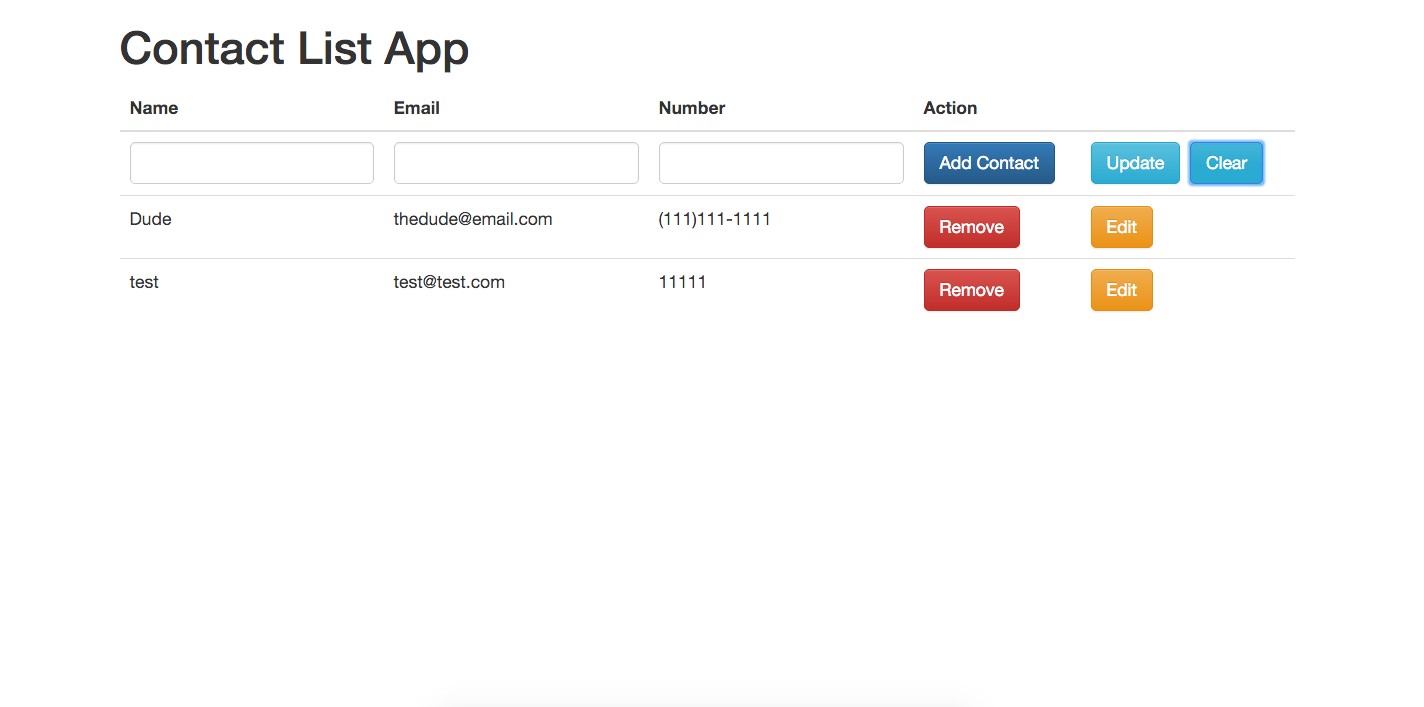 Contact List App
Name Email Number Action
Add Contact Update Clear
Dude thedude@email.com (111)111-1111 Remove Edit
test test@test.com 11111 Remove Edit